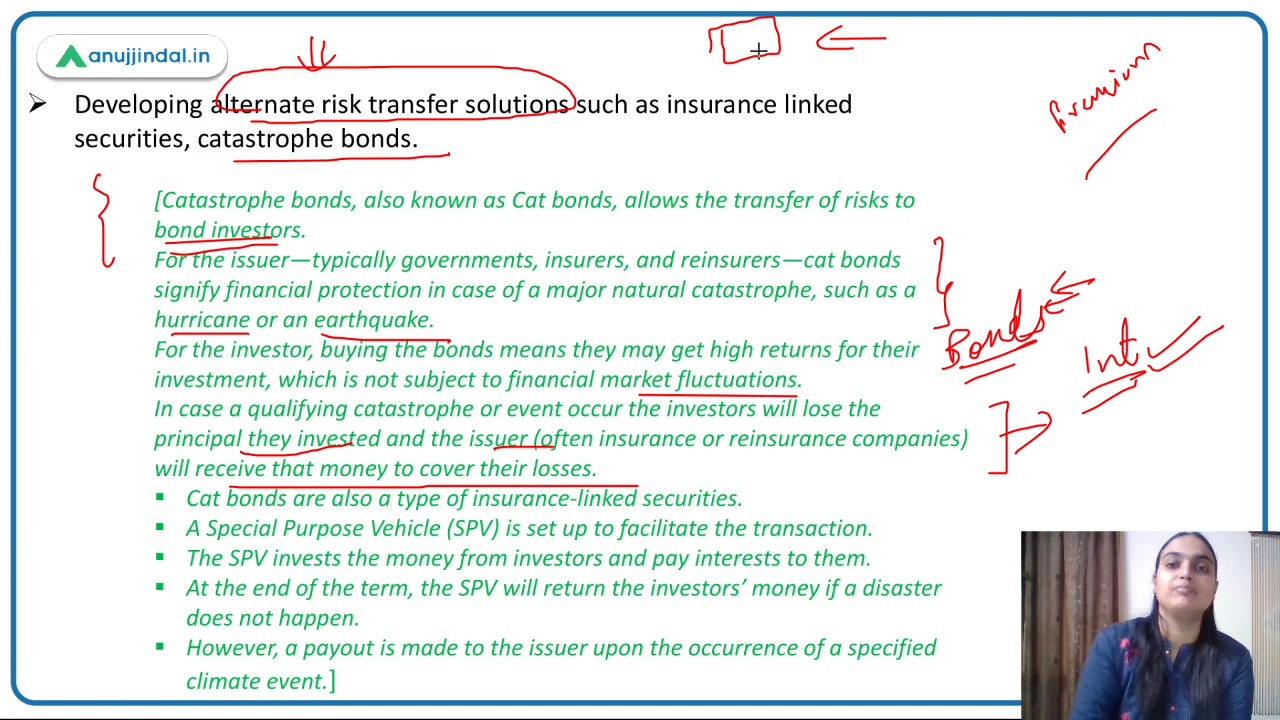 anujjindal.in
Premium
➤ Developing alternate risk transfer solutions such as insurance linked
securities, catastrophe bonds.
[Catastrophe bonds, also known as Cat bonds, allows the transfer of risks to
bond investors.
For the issuer—typically governments, insurers, and reinsurers—cat bonds
signify financial protection in case of a major natural catastrophe, such as a
hurricane or an earthquake.
Bonds
For the investor, buying the bonds means they may get high returns for their
investment, which is not subject to financial market fluctuations.
Int
In case a qualifying catastrophe or event occur the investors will lose the
principal they invested and the issuer (often insurance or reinsurance companies)
will receive that money to cover their losses.
▪ Cat bonds are also a type of insurance-linked securities.
▪ A Special Purpose Vehicle (SPV) is set up to facilitate the transaction.
▪ The SPV invests the money from investors and pay interests to them.
▪ At the end of the term, the SPV will return the investors’ money if a disaster
does not happen.
▪ However, a payout is made to the issuer upon the occurrence of a specified
climate event.]